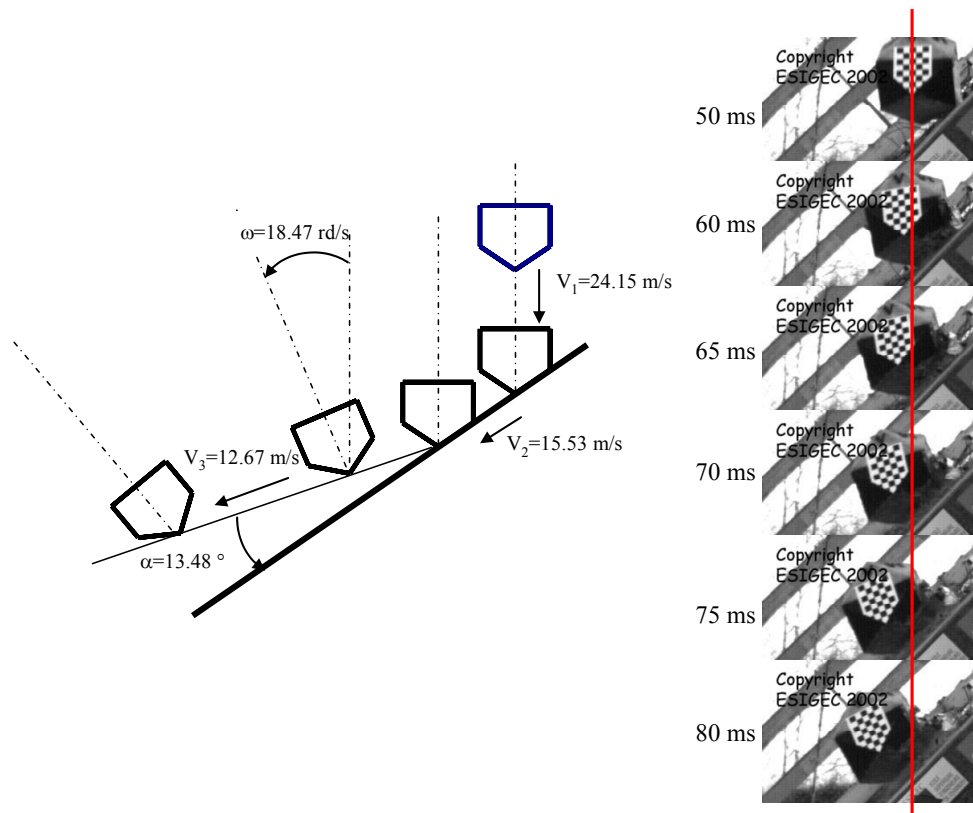 ω=18.47 rd/s
V₁=24.15 m/s
V₂=15.53 m/s
V₃=12.67 m/s
α=13.48 °
50 ms
Copyright
ESIGEC 2002
60 ms
Copyright
ESIGEC 2002
65 ms
Copyright
ESIGEC 2002
70 ms
Copyright
ESIGEC 2002
75 ms
Copyright
ESIGEC 2002
80 ms
Copyright
ESIGEC 2002